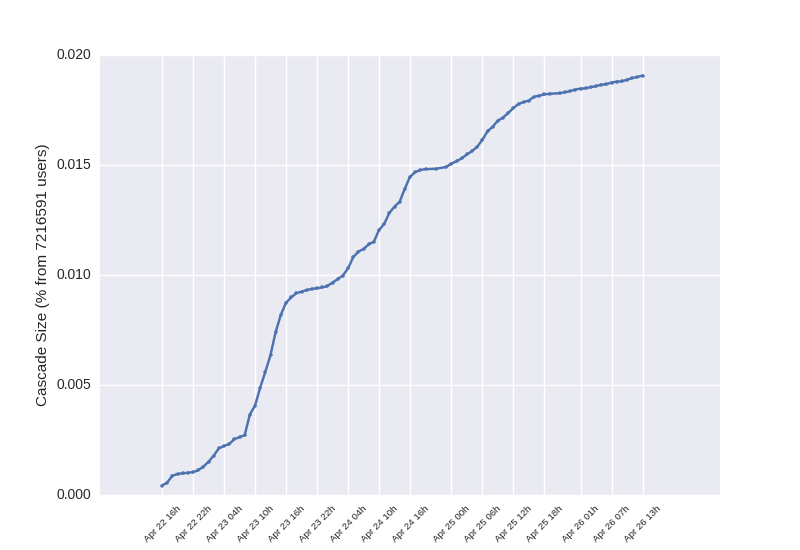 0.020
0.015
0.010
0.005
0.000
Cascade Size (% from 7216591 users)
Apr 22 16h
Apr 22 22h
Apr 23 04h
Apr 23 10h
Apr 23 16h
Apr 23 22h
Apr 24 04h
Apr 24 10h
Apr 24 16h
Apr 25 00h
Apr 25 06h
Apr 25 12h
Apr 25 18h
Apr 26 01h
Apr 26 07h
Apr 26 13h